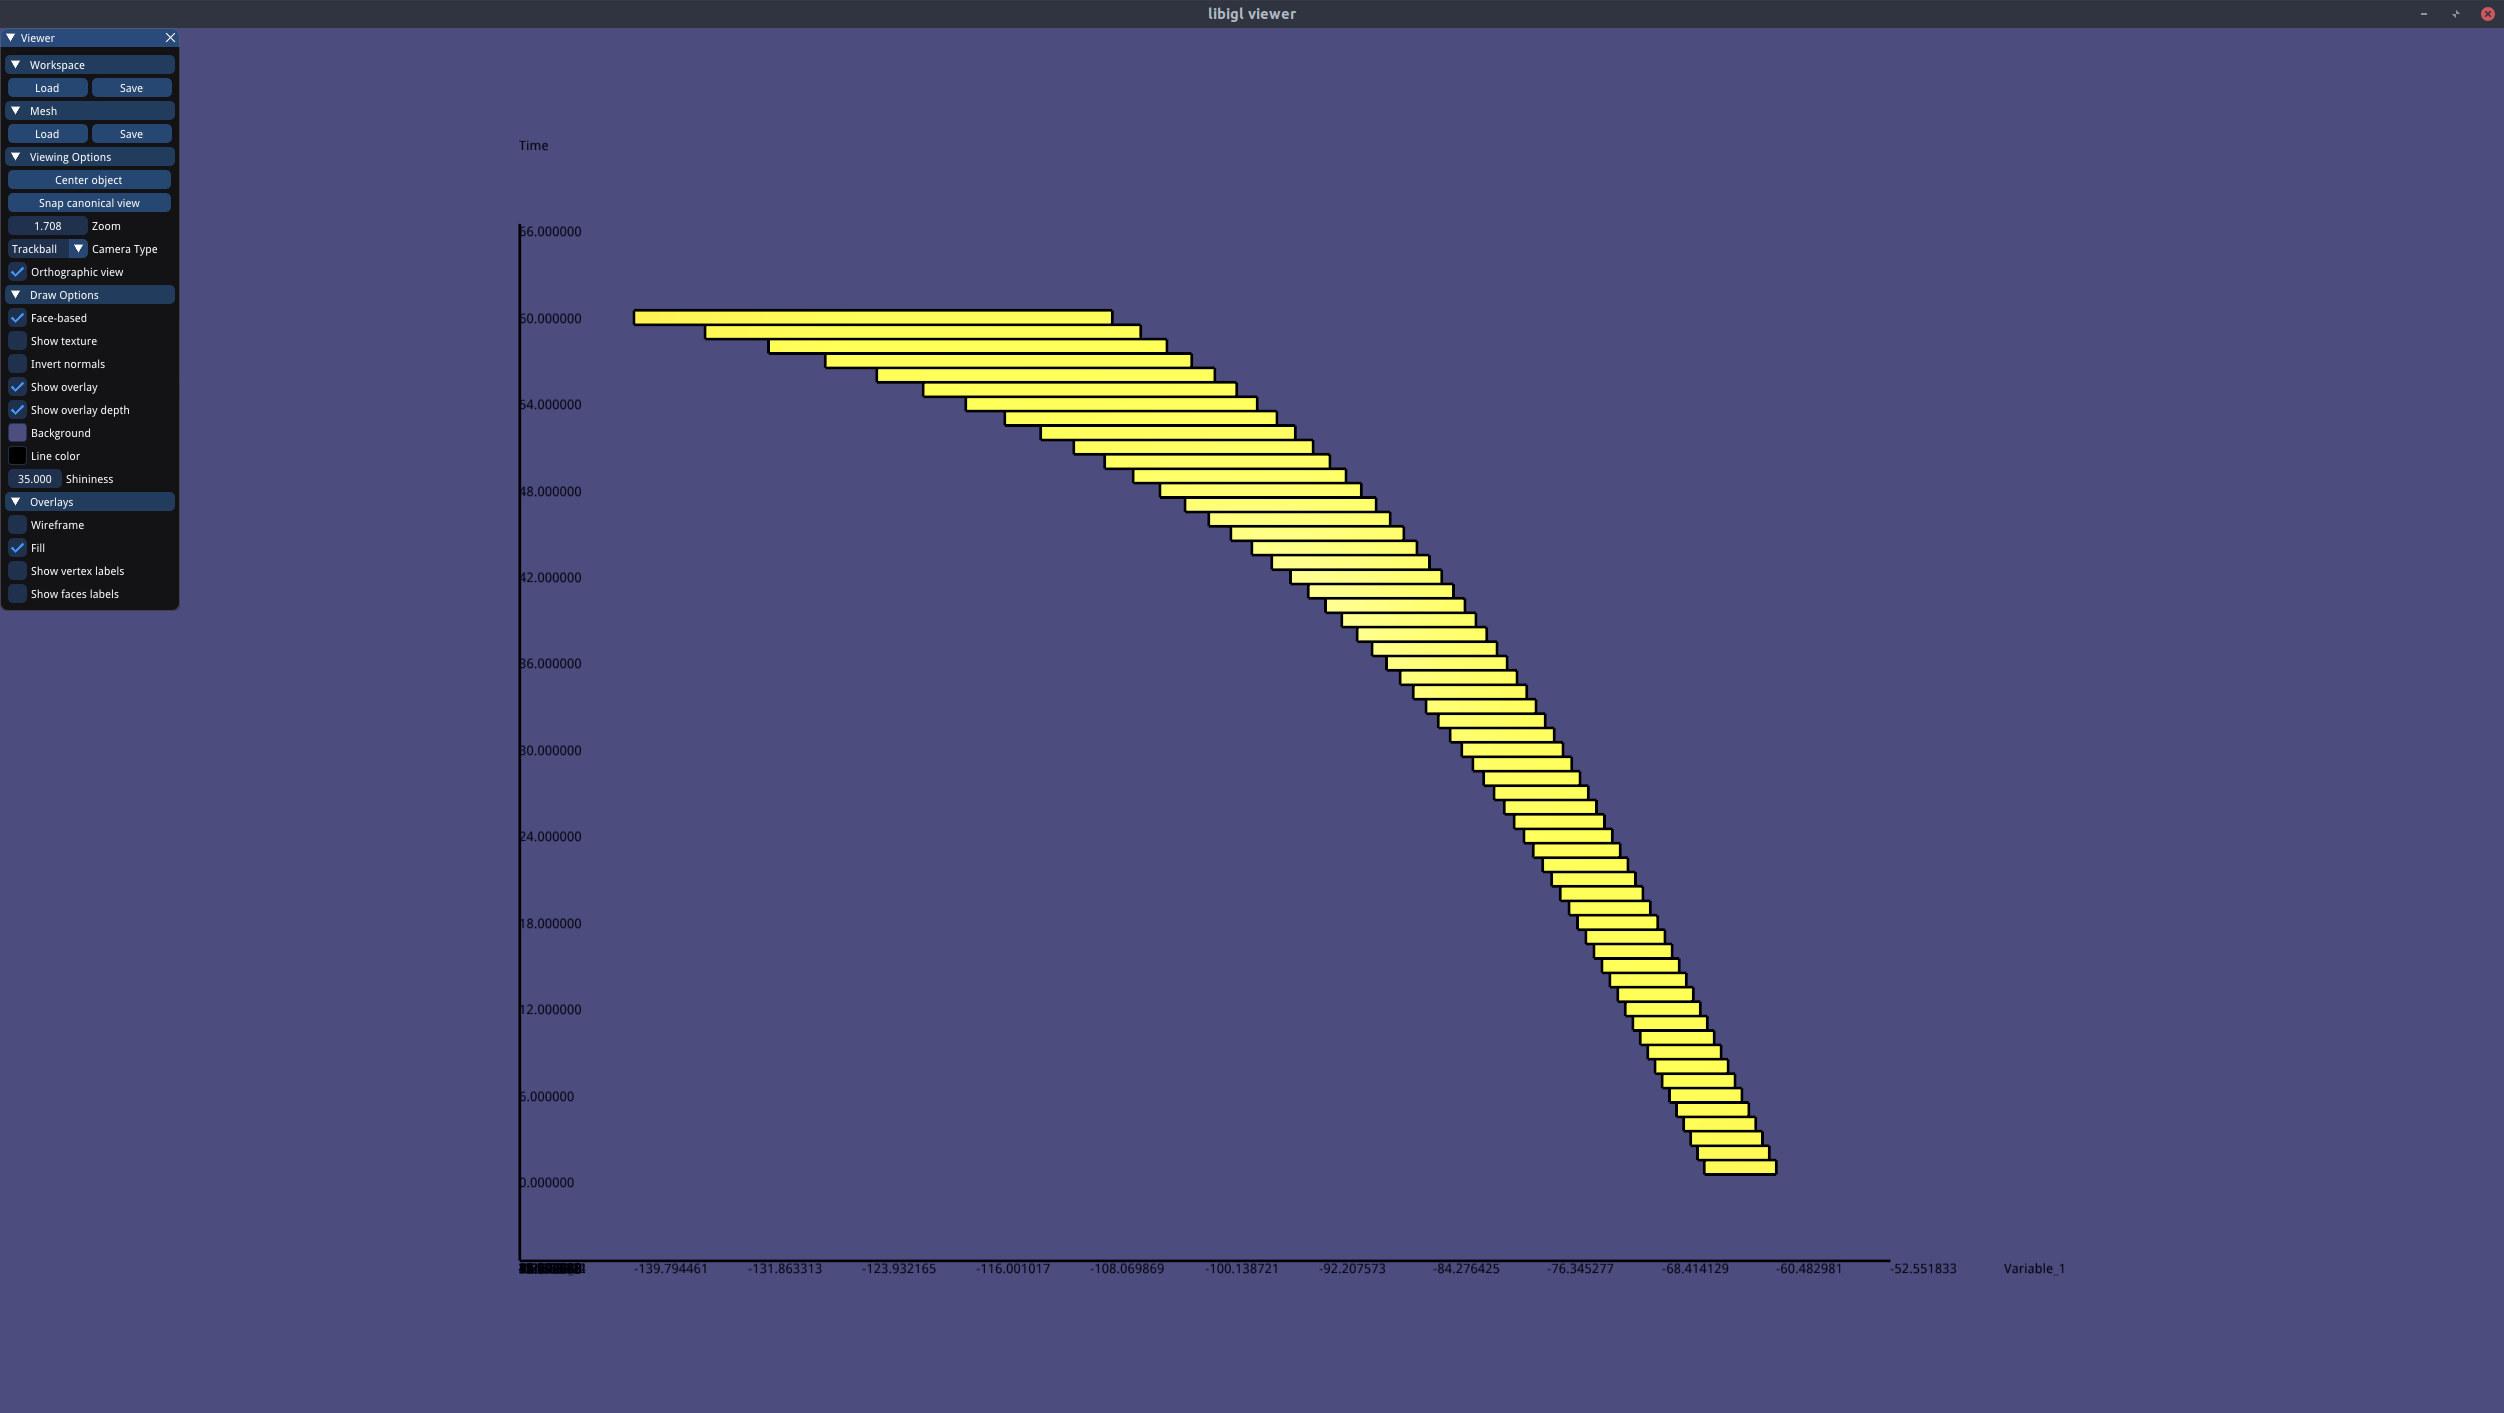 libigl viewer
Viewer
Workspace
Load Save
Mesh
Load Save
Viewing Options
Center object
Snap canonical view
1.708 Zoom
Trackball Camera Type
Orthographic view
Draw Options
Face-based
Show texture
Invert normals
Show overlay
Show overlay depth
Background
Line color
35.000 Shininess
Overlays
Wireframe
Fill
Show vertex labels
Show faces labels
Time
66.000000
60.000000
54.000000
48.000000
42.000000
36.000000
30.000000
24.000000
18.000000
12.000000
6.000000
0.000000
-139.794461 -131.863313 -123.932165 -116.001017 -108.069869 -100.138721 -92.207573 -84.276425 -76.345277 -68.414129 -60.482981 -52.551833 Variable_1